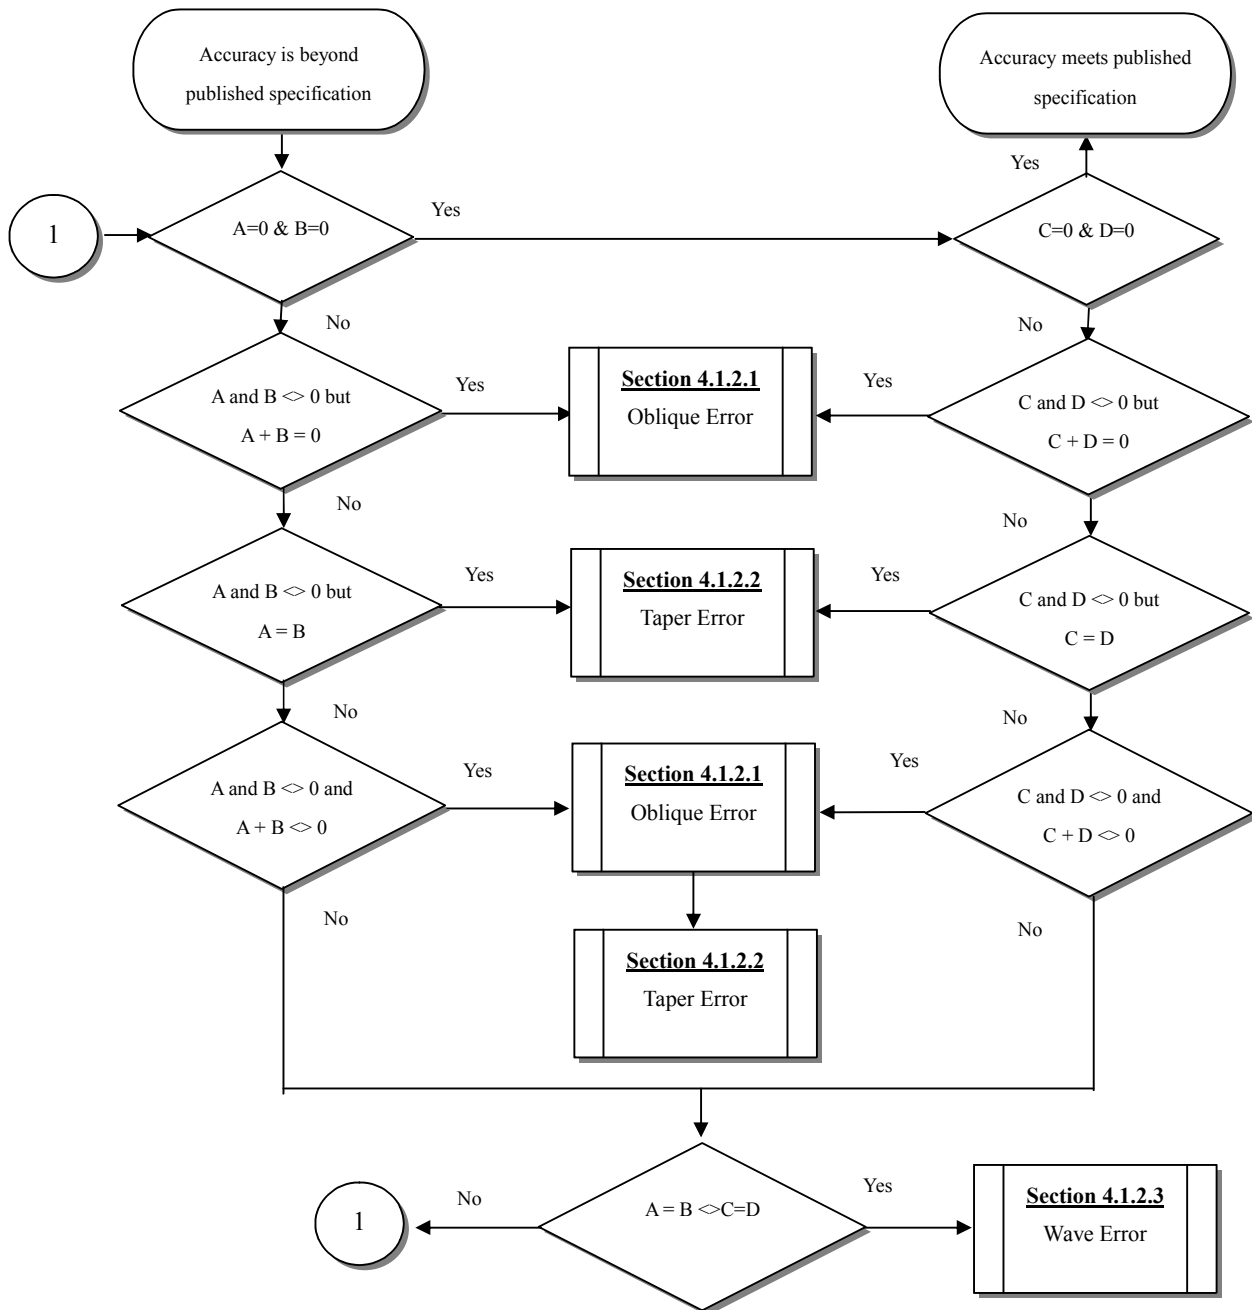 Accuracy is beyond
published specification
Accuracy meets published
specification
Yes
1
A=0 & B=0
Yes
C=0 & D=0
No
No
A and B <> 0 but
A + B = 0
Yes
Section 4.1.2.1
Oblique Error
Yes
C and D <> 0 but
C + D = 0
No
No
A and B <> 0 but
A = B
Yes
Section 4.1.2.2
Taper Error
Yes
C and D <> 0 but
C = D
No
No
A and B <> 0 and
A + B <> 0
Yes
Section 4.1.2.1
Oblique Error
Yes
C and D <> 0 and
C + D <> 0
No
No
Section 4.1.2.2
Taper Error
1
No
A = B <>C=D
Yes
Section 4.1.2.3
Wave Error